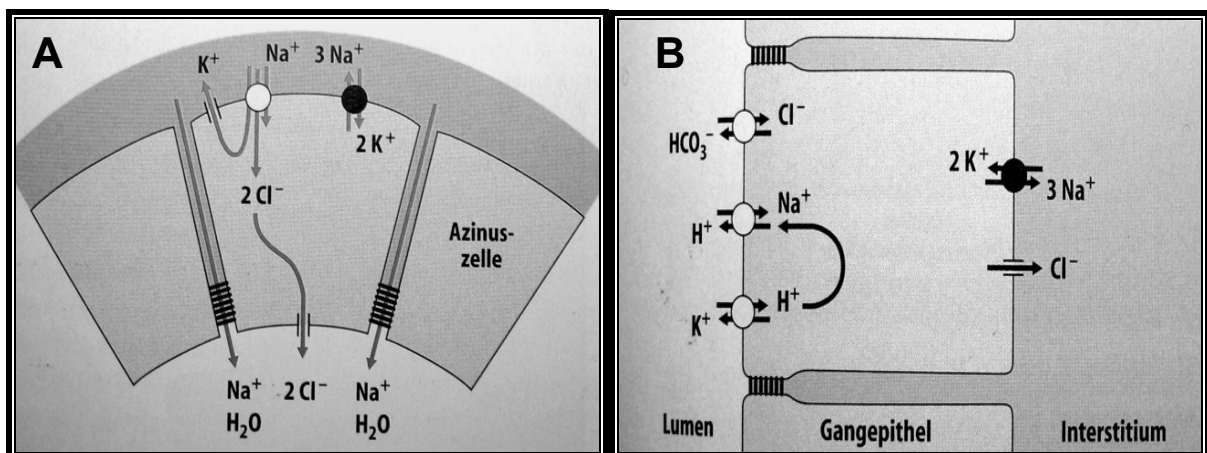 A
K⁺
Na⁺
3 Na⁺
2 K⁺
2 Cl⁻
Azinus-
zelle
Na⁺ 2 Cl⁻ Na⁺
H₂O H₂O
B
Cl⁻
HCO₃⁻
2 K⁺
3 Na⁺
Na⁺
H⁺
Cl⁻
H⁺
K⁺
Lumen Gangepithel Interstitium